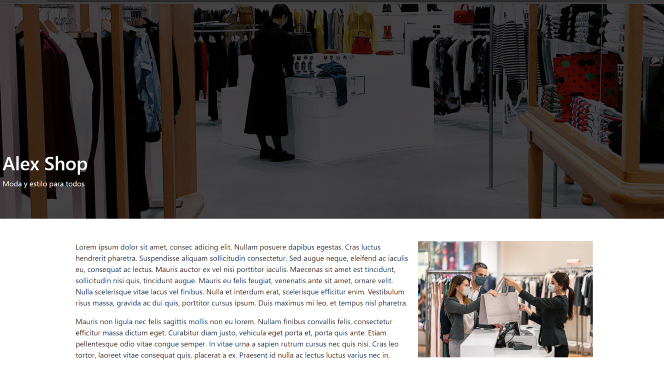 Alex Shop
Moda y estilo para todos
Lorem ipsum dolor sit amet, consec adicing elit. Nullam posuere dapibus egestas. Cras luctus
hendrerit pharetra. Suspendisse aliquam sollicitudin consectetur. Sed augue neque, eleifend ac iaculis
eu, consequat ac lectus. Mauris auctor ex vel nisi porttitor iaculis. Maecenas sit amet est tincidunt,
sollicitudin nisi quis, tincidunt augue. Mauris eu felis feugiat, venenatis ante sit amet, ornare velit.
Nulla scelerisque vitae lacus vel finibus. Nulla et interdum erat, scelerisque efficitur enim. Vestibulum
risus massa, gravida ac dui quis, porttitor cursus ipsum. Duis maximus mi leo, et tempus nisl pharetra.
Mauris non ligula nec felis sagittis mollis non eu lorem. Nullam finibus convallis felis, consectetur
efficitur massa dictum eget. Curabitur diam justo, vehicula eget porta et, porta quis ante. Etiam
pellentesque odio vitae congue semper. In vitae urna a sapien rutrum cursus nec quis nisi. Cras leo
tortor, laoreet vitae consequat quis, placerat a ex. Praesent id nulla ac lectus luctus varius nec in.